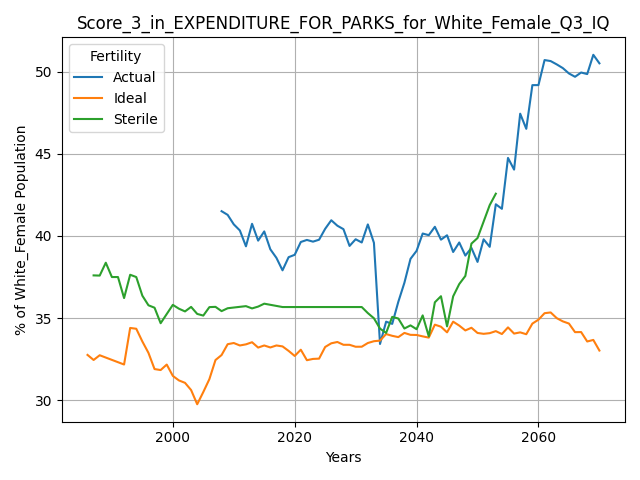 Score_3_in_EXPENDITURE_FOR_PARKS_for_White_Female_Q3_IQ
Fertility
Actual
Ideal
Sterile
% of White_Female Population
50
45
40
35
30
2000
2020
2040
2060
Years